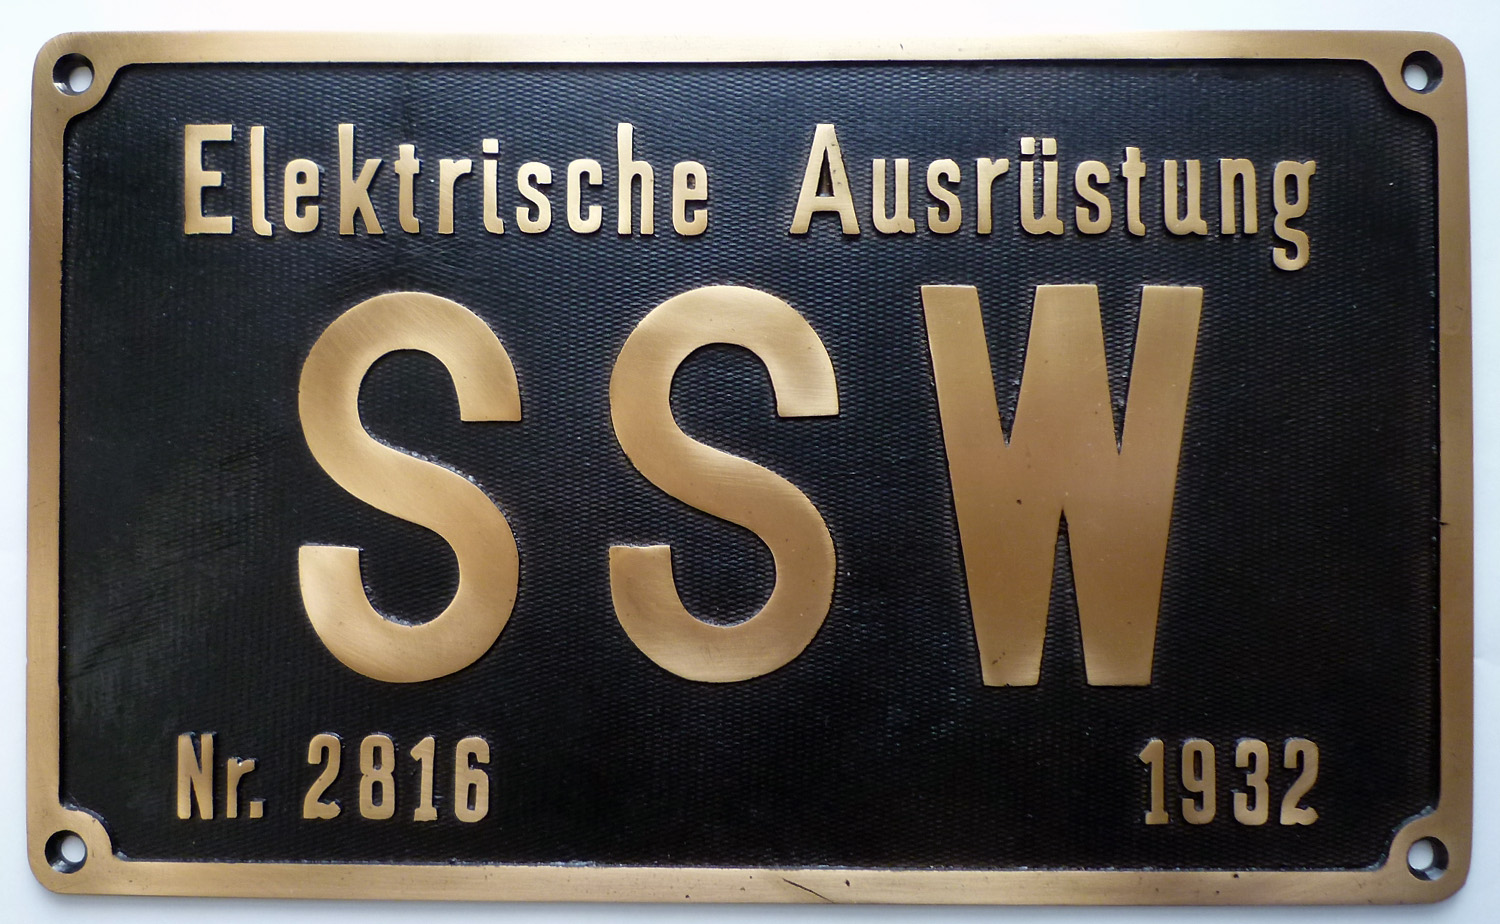 Elektrische Ausrüstung
SSW
Nr. 2816 1932